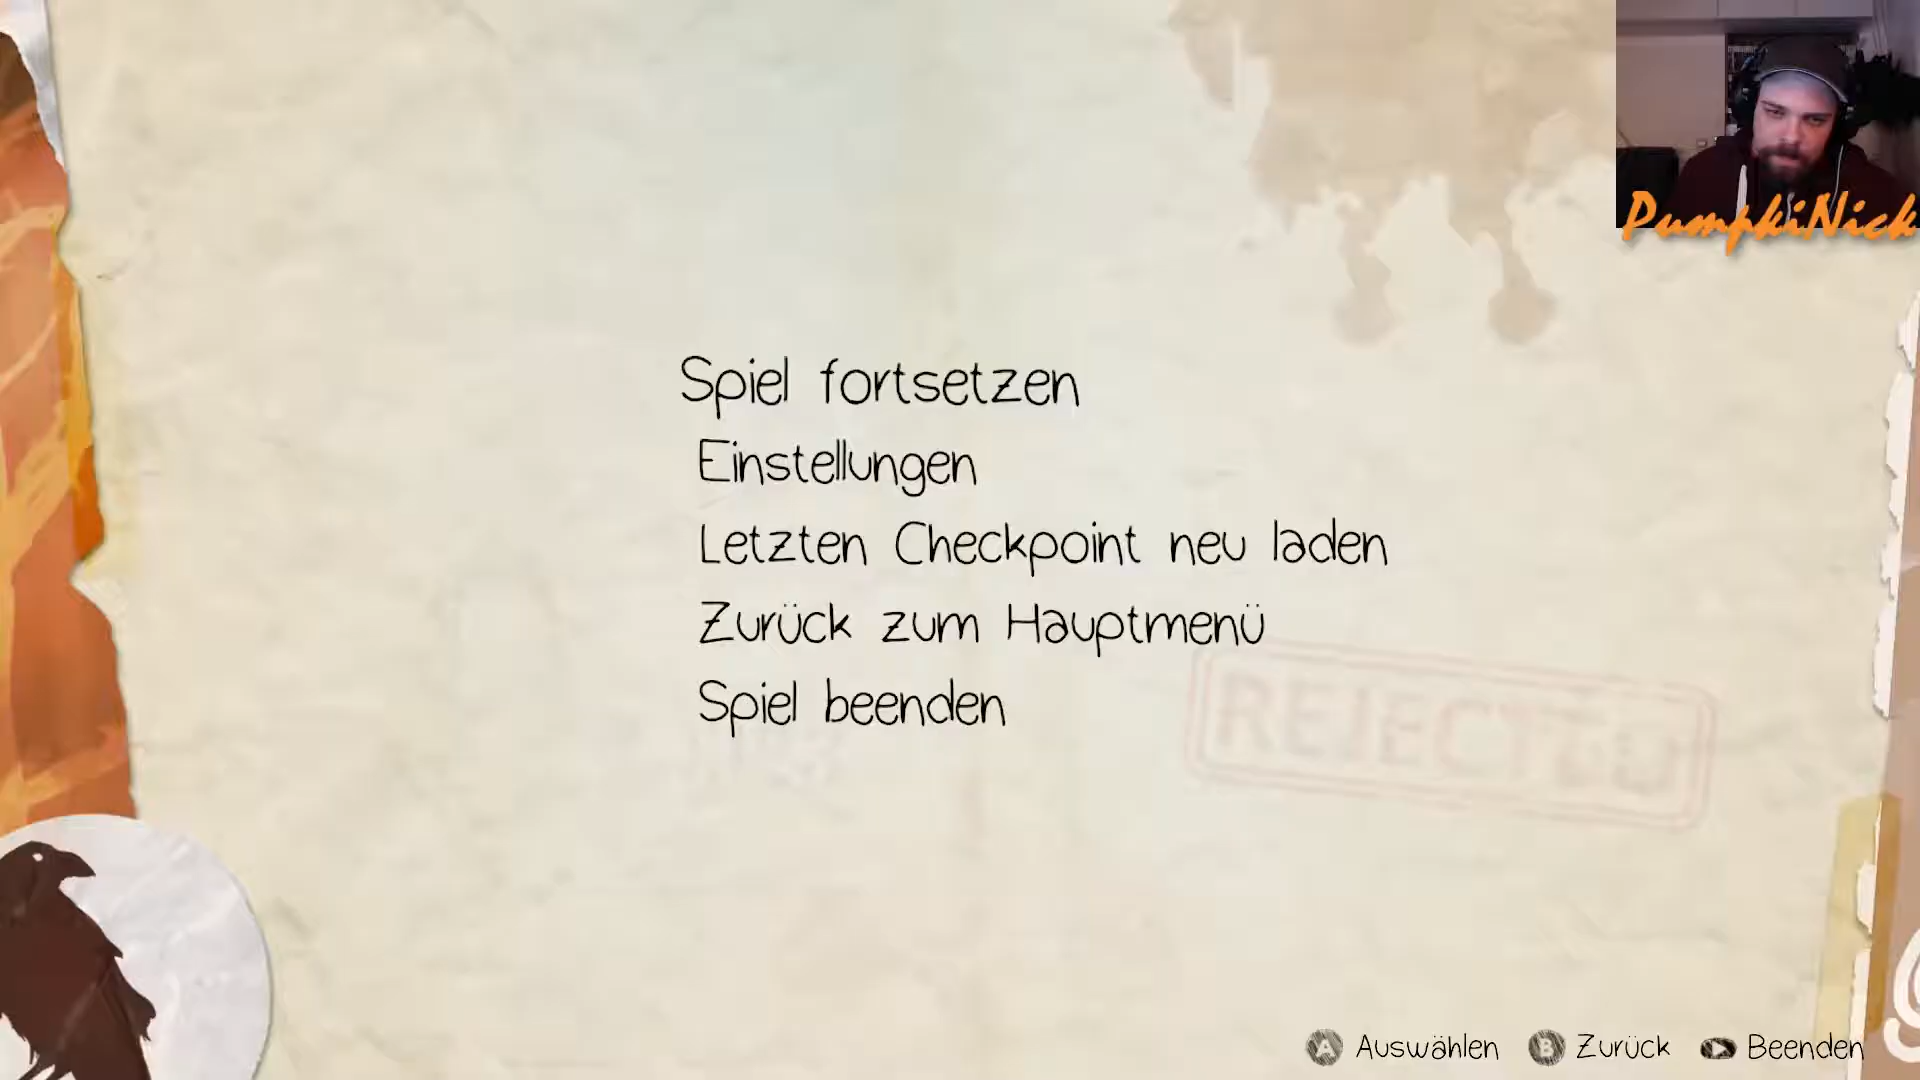 PumpkiNick
Spiel fortsetzen
Einstellungen
Letzten Checkpoint neu laden
Zurück zum Hauptmenü
Spiel beenden
REJECTED
A Auswählen B Zurück Beenden